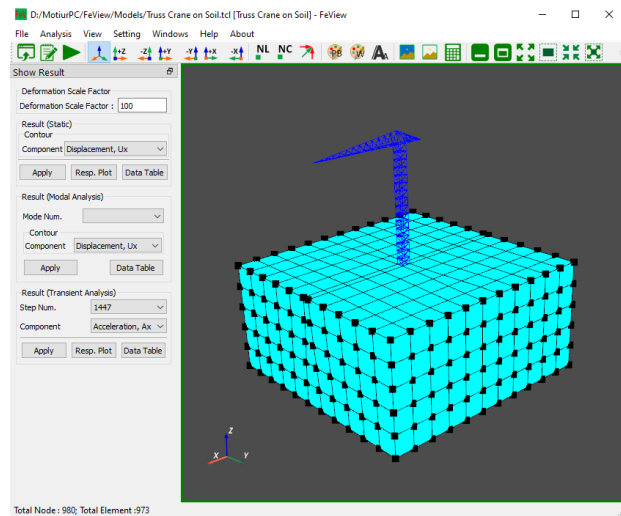 D:/MotiurPC/FeView/Models/Truss Crane on Soil.tcl [Truss Crane on Soil] - FeView
File Analysis View Setting Windows Help About
+Z -Z +Y -Y +X -X NL NC PB W A
Show Result
Deformation Scale Factor
Deformation Scale Factor : 100
Result (Static)
Contour
Component Displacement, Ux
Apply Resp. Plot Data Table
Result (Modal Analysis)
Mode Num.
Contour
Component Displacement, Ux
Apply Data Table
Result (Transient Analysis)
Step Num. 1447
Component Acceleration, Ax
Apply Resp. Plot Data Table
Z
X Y
Total Node : 980; Total Element :973